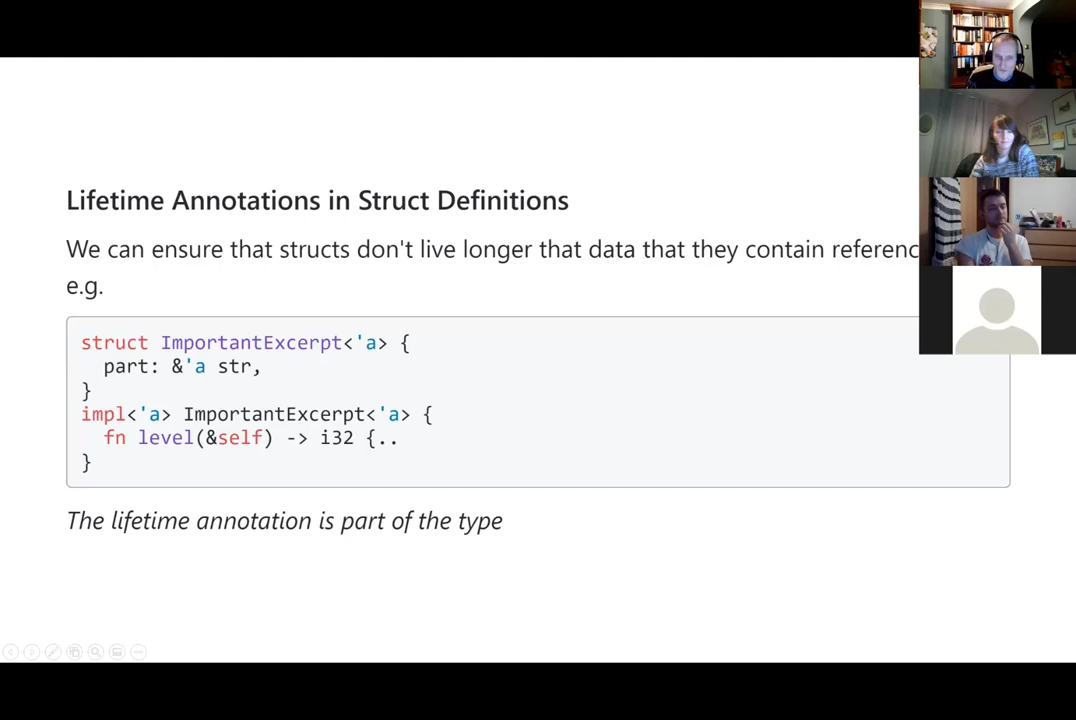 Lifetime Annotations in Struct Definitions
We can ensure that structs don't live longer that data that they contain
e.g.
struct ImportantExcerpt<'a> {
  part: &'a str,
}
impl<'a> ImportantExcerpt<'a> {
  fn level(&self) -> i32 {..
}
The lifetime annotation is part of the type